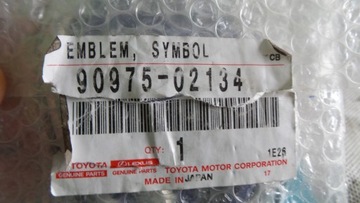 EMBLEM, SYMBOL
CB
90975-02134
QTY: 1
1E26
TOYOTA LEXUS TOYOTA MOTOR CORPORATION
GENUINE PARTS GENUINE PARTS
MADE IN JAPAN 17